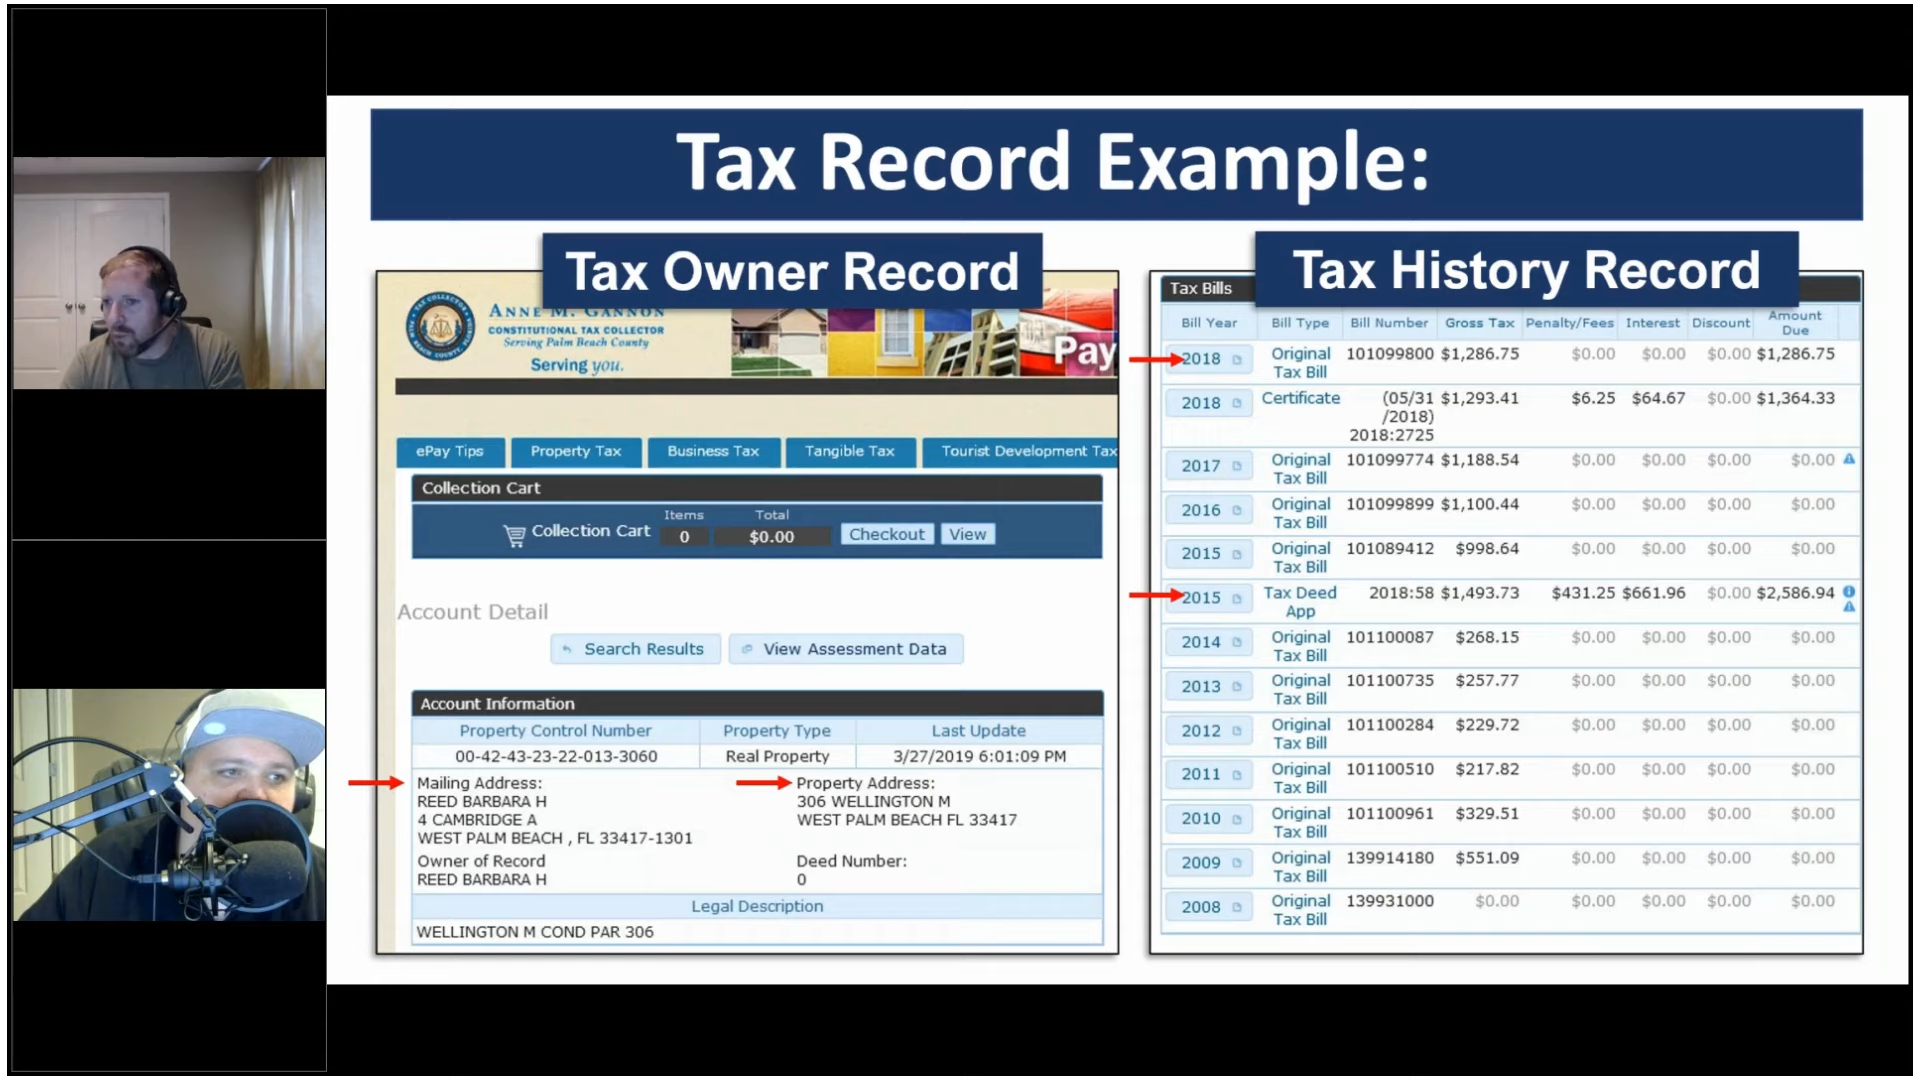 Tax Record Example:
Tax Owner Record
ANNE M. GANNON
CONSTITUTIONAL TAX COLLECTOR
Serving Palm Beach County
Serving you.
Pay
ePay Tips Property Tax Business Tax Tangible Tax Tourist Development Tax
Collection Cart
Items Total
Collection Cart 0 $0.00 Checkout View
Account Detail
Search Results View Assessment Data
Account Information
Property Control Number Property Type Last Update
00-42-43-23-22-013-3060 Real Property 3/27/2019 6:01:09 PM
Mailing Address: Property Address:
REED BARBARA H 306 WELLINGTON M
4 CAMBRIDGE A WEST PALM BEACH FL 33417
WEST PALM BEACH , FL 33417-1301
Owner of Record Deed Number:
REED BARBARA H 0
Legal Description
WELLINGTON M COND PAR 306
Tax History Record
Tax Bills
Bill Year Bill Type Bill Number Gross Tax Penalty/Fees Interest Discount Amount
Due
2018 Original 101099800 $1,286.75 $0.00 $0.00 $0.00 $1,286.75
Tax Bill
2018 Certificate (05/31 $1,293.41 $6.25 $64.67 $0.00 $1,364.33
/2018)
2018:2725
2017 Original 101099774 $1,188.54 $0.00 $0.00 $0.00 $0.00
Tax Bill
2016 Original 101099899 $1,100.44 $0.00 $0.00 $0.00 $0.00
Tax Bill
2015 Original 101089412 $998.64 $0.00 $0.00 $0.00 $0.00
Tax Bill
2015 Tax Deed 2018:58 $1,493.73 $431.25 $661.96 $0.00 $2,586.94
App
2014 Original 101100087 $268.15 $0.00 $0.00 $0.00 $0.00
Tax Bill
2013 Original 101100735 $257.77 $0.00 $0.00 $0.00 $0.00
Tax Bill
2012 Original 101100284 $229.72 $0.00 $0.00 $0.00 $0.00
Tax Bill
2011 Original 101100510 $217.82 $0.00 $0.00 $0.00 $0.00
Tax Bill
2010 Original 101100961 $329.51 $0.00 $0.00 $0.00 $0.00
Tax Bill
2009 Original 139914180 $551.09 $0.00 $0.00 $0.00 $0.00
Tax Bill
2008 Original 139931000 $0.00 $0.00 $0.00 $0.00 $0.00
Tax Bill